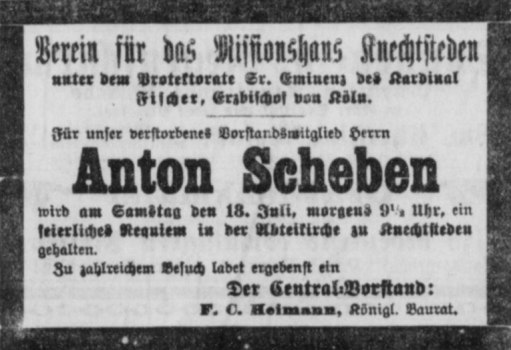 Verein für das Missionshaus Knechtsteden
unter dem Protektorate Sr. Eminenz des Kardinal
Fischer, Erzbischof von Köln.
Für unser verstorbenes Vorstandsmitglied Herrn
Anton Scheben
wird am Samstag den 13. Juli, morgens 9½ Uhr, ein
feierliches Requiem in der Abteikirche zu Knechtsteden
gehalten.
Zu zahlreichem Besuch ladet ergebenst ein
Der Central-Vorstand:
F. C. Heimann, Königl. Baurat.